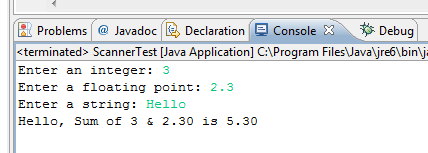 Problems @ Javadoc Declaration Console Debug
<terminated> ScannerTest [Java Application] C:\Program Files\Java\jre6\bin\ja
Enter an integer: 3
Enter a floating point: 2.3
Enter a string: Hello
Hello, Sum of 3 & 2.30 is 5.30